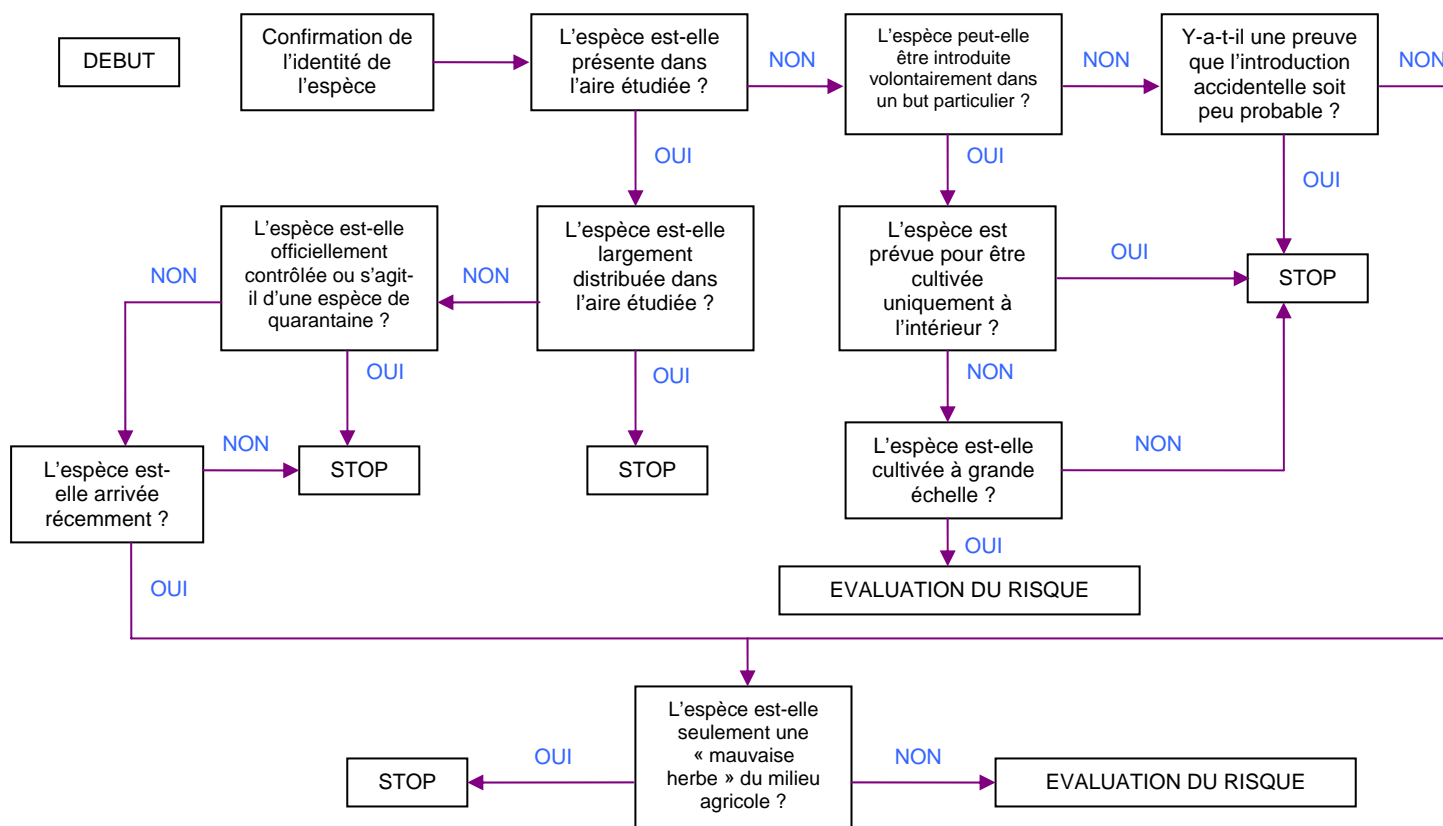 DEBUT
Confirmation de
l’identité de
l’espèce
L’espèce est-elle
présente dans
l’aire étudiée ?
NON
L’espèce peut-elle
être introduite
volontairement dans
un but particulier ?
NON
Y-a-t-il une preuve
que l’introduction
accidentelle soit
peu probable ?
NON
OUI
OUI
OUI
L’espèce est-elle
officiellement
contrôlée ou s’agit-
il d’une espèce de
quarantaine ?
NON
NON
L’espèce est-elle
largement
distribuée dans
l’aire étudiée ?
L’espèce est
prévue pour être
cultivée
uniquement à
l’intérieur ?
OUI
STOP
OUI
OUI
NON
L’espèce est-
elle arrivée
récemment ?
NON
STOP
STOP
L’espèce est-elle
cultivée à grande
échelle ?
NON
OUI
OUI
EVALUATION DU RISQUE
L’espèce est-elle
seulement une
« mauvaise
herbe » du milieu
agricole ?
OUI
NON
STOP
EVALUATION DU RISQUE